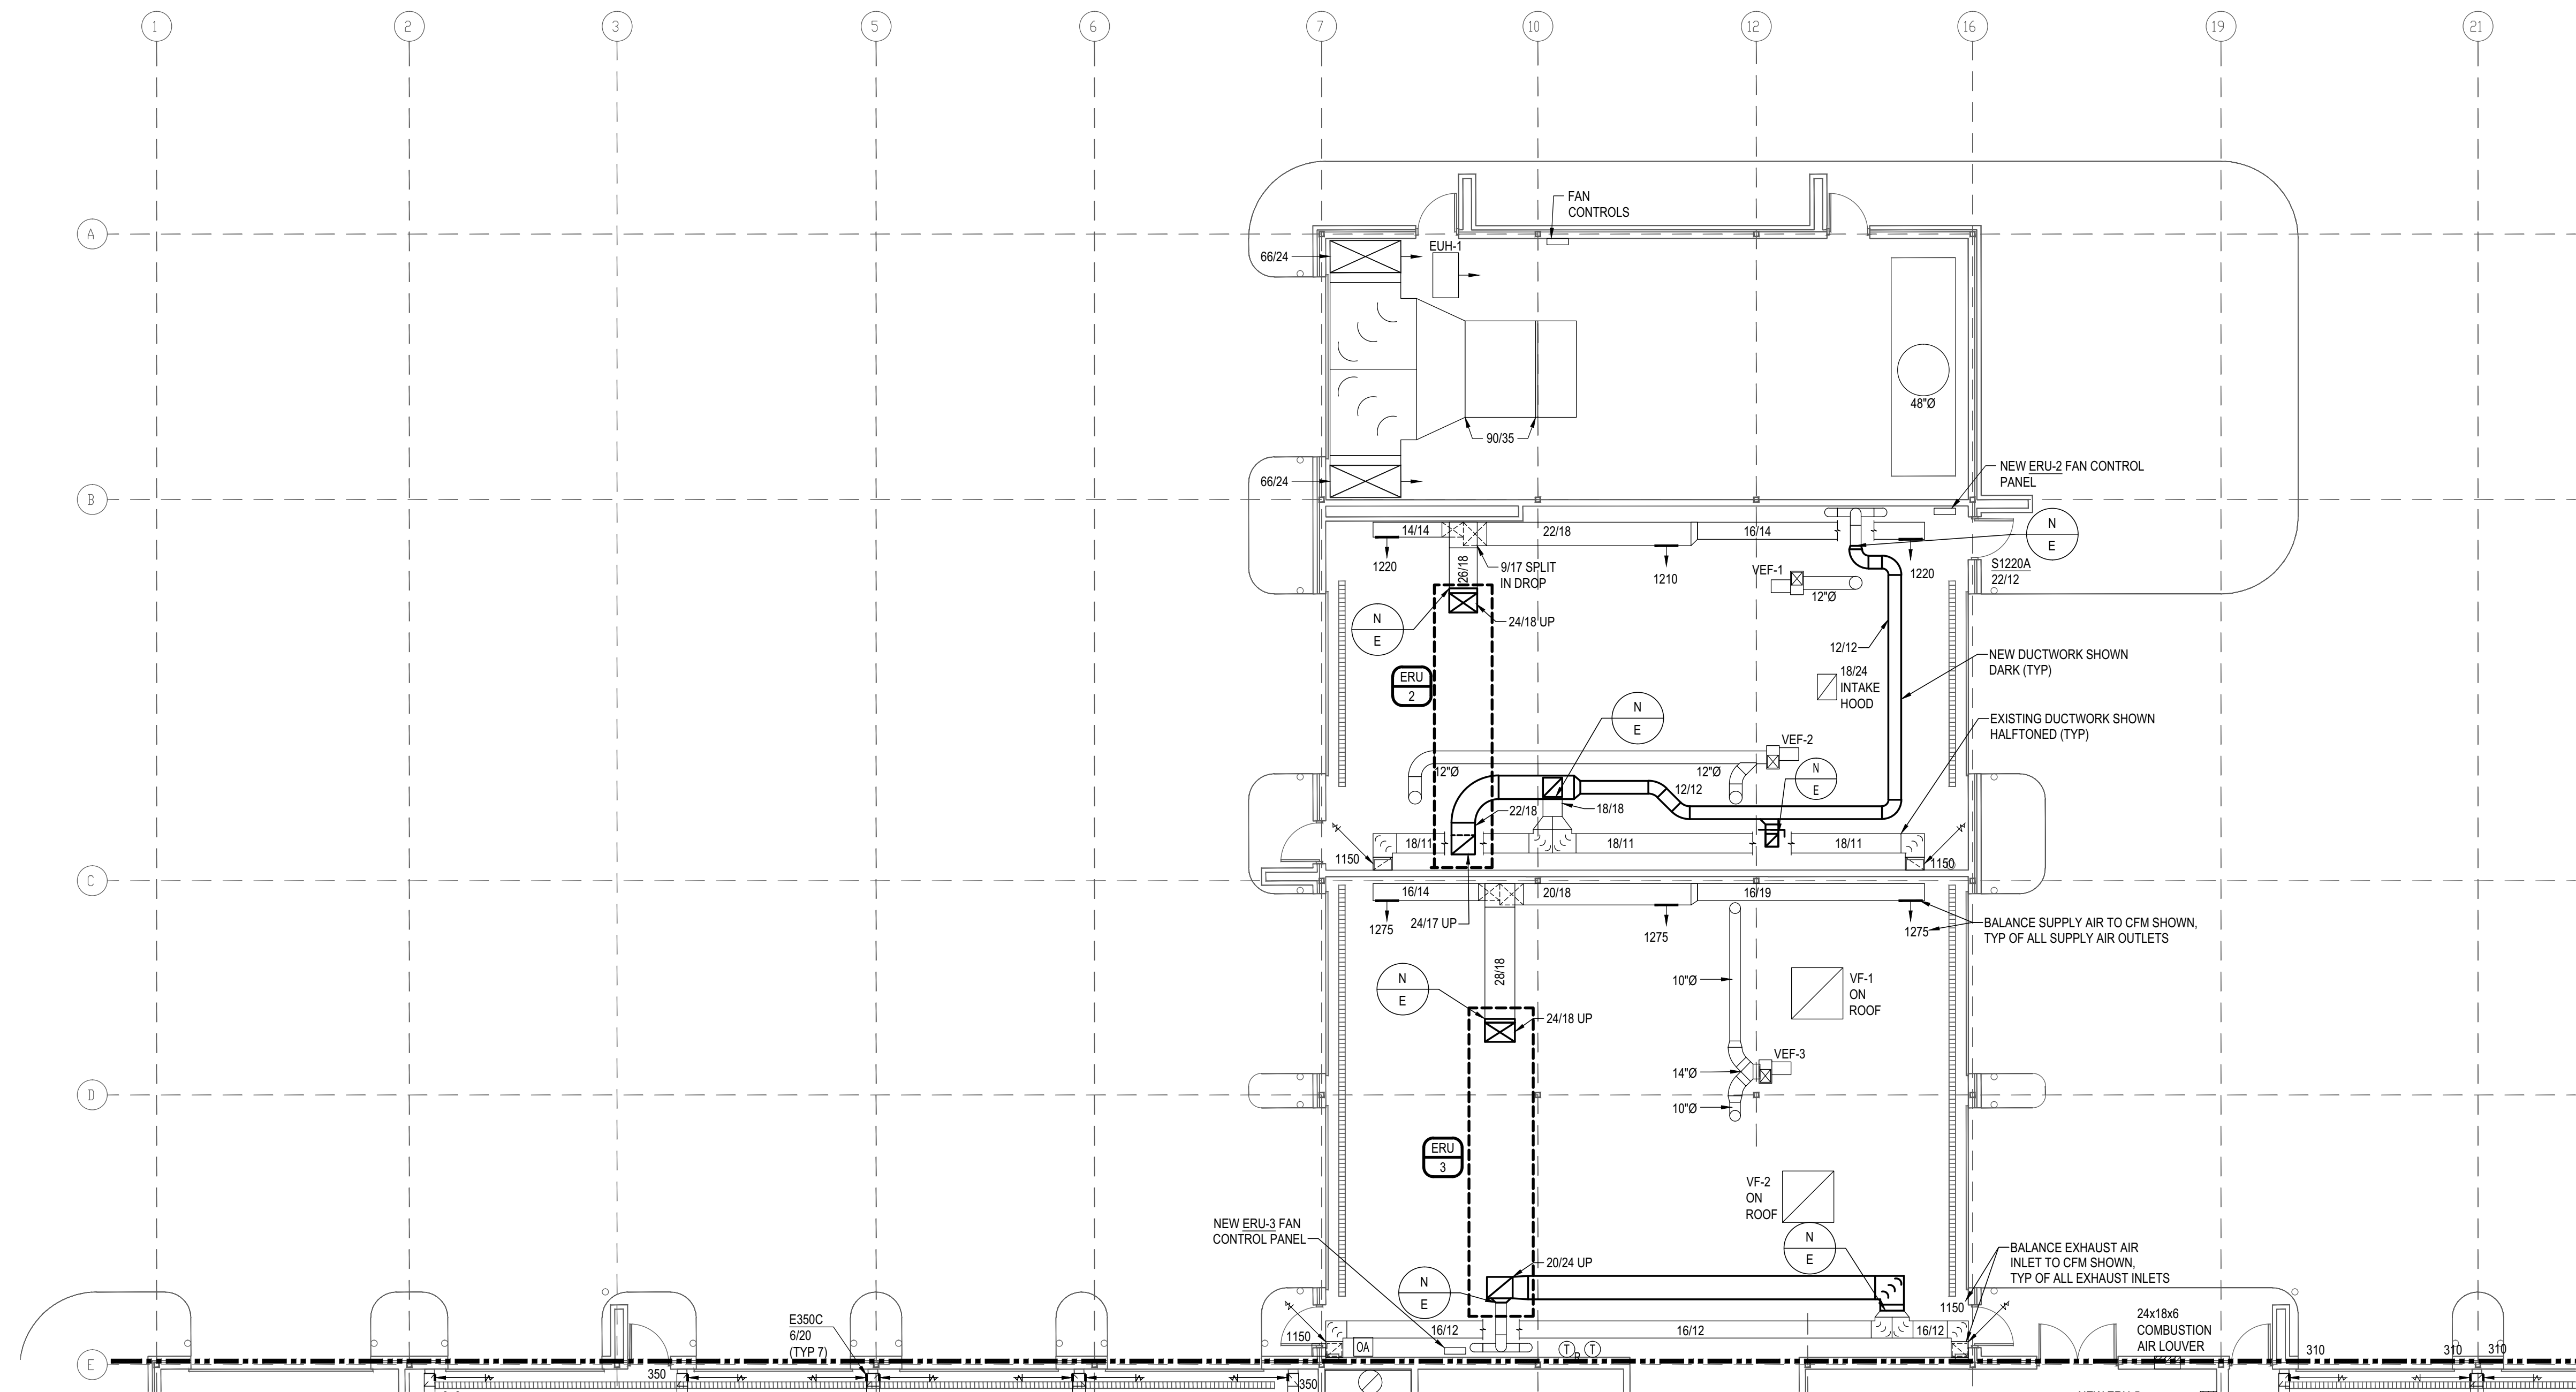 1
2
3
5
6
7
10
12
16
19
21
A
FAN
CONTROLS
EUH-1
66/24
48"Ø
90/35
66/24
B
NEW ERU-2 FAN CONTROL
PANEL
N
E
14/14
22/18
16/14
1220
26/18
9/17 SPLIT
IN DROP
1210
VEF-1
12"Ø
1220
S1220A
22/12
N
E
24/18 UP
12/12
NEW DUCTWORK SHOWN
DARK (TYP)
ERU
2
18/24
INTAKE
HOOD
N
E
EXISTING DUCTWORK SHOWN
HALFTONED (TYP)
VEF-2
12"Ø
12"Ø
N
E
12/12
22/18
18/18
18/11
18/11
18/11
1150
1150
C
16/14
20/18
16/19
24/17 UP
1275
1275
1275
BALANCE SUPPLY AIR TO CFM SHOWN,
TYP OF ALL SUPPLY AIR OUTLETS
28/18
N
E
10"Ø
VF-1
ON
ROOF
24/18 UP
VEF-3
14"Ø
D
10"Ø
ERU
3
VF-2
ON
ROOF
NEW ERU-3 FAN
CONTROL PANEL
N
E
BALANCE EXHAUST AIR
INLET TO CFM SHOWN,
TYP OF ALL EXHAUST INLETS
20/24 UP
N
E
1150
E350C
6/20
(TYP 7)
1150
16/12
16/12
16/12
24x18x6
COMBUSTION
AIR LOUVER
OA
T
T
E
350
350
310
310
310